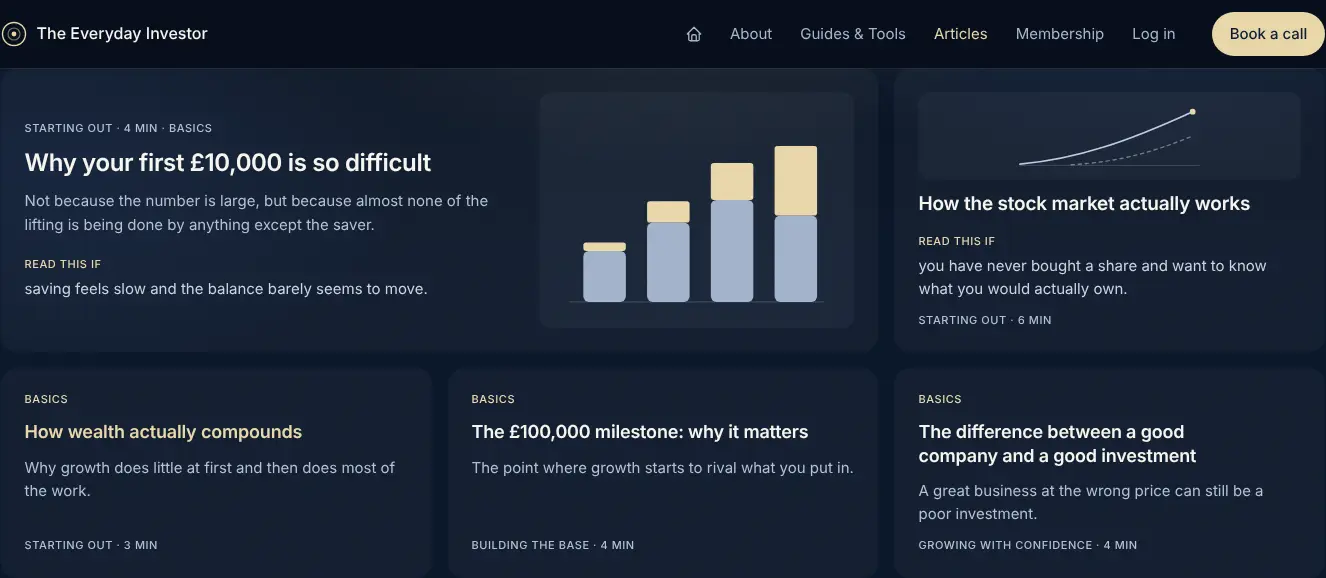 The Everyday Investor
About
Guides & Tools
Articles
Membership
Log in
Book a call
STARTING OUT · 4 MIN · BASICS
Why your first £10,000 is so difficult
Not because the number is large, but because almost none of the
lifting is being done by anything except the saver.
READ THIS IF
saving feels slow and the balance barely seems to move.
How the stock market actually works
READ THIS IF
you have never bought a share and want to know
what you would actually own.
STARTING OUT · 6 MIN
BASICS
How wealth actually compounds
Why growth does little at first and then does most of
the work.
STARTING OUT · 3 MIN
BASICS
The £100,000 milestone: why it matters
The point where growth starts to rival what you put in.
BUILDING THE BASE · 4 MIN
BASICS
The difference between a good
company and a good investment
A great business at the wrong price can still be a
poor investment.
GROWING WITH CONFIDENCE · 4 MIN